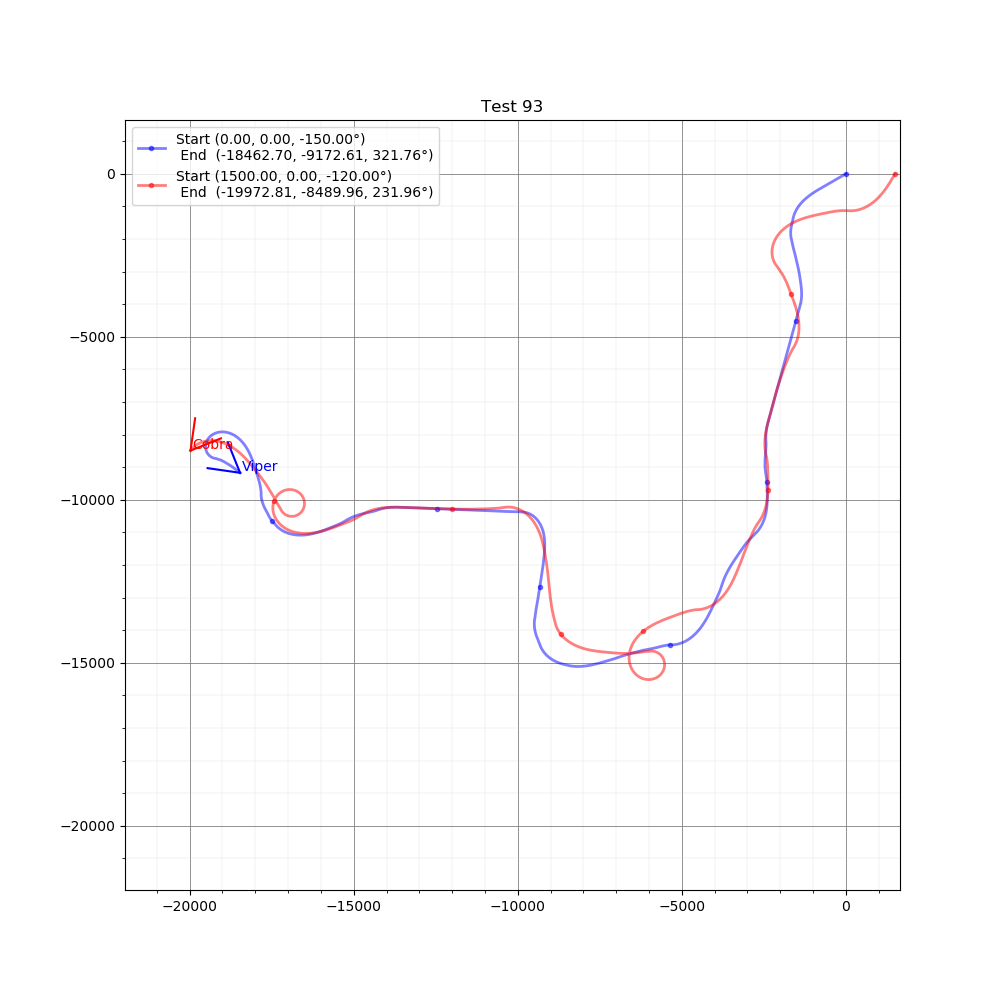 Test 93
Start (0.00, 0.00, -150.00°)
End (-18462.70, -9172.61, 321.76°)
Start (1500.00, 0.00, -120.00°)
End (-19972.81, -8489.96, 231.96°)
0
−5000
−10000
−15000
−20000
Cobra
Viper
−20000 −15000 −10000 −5000 0